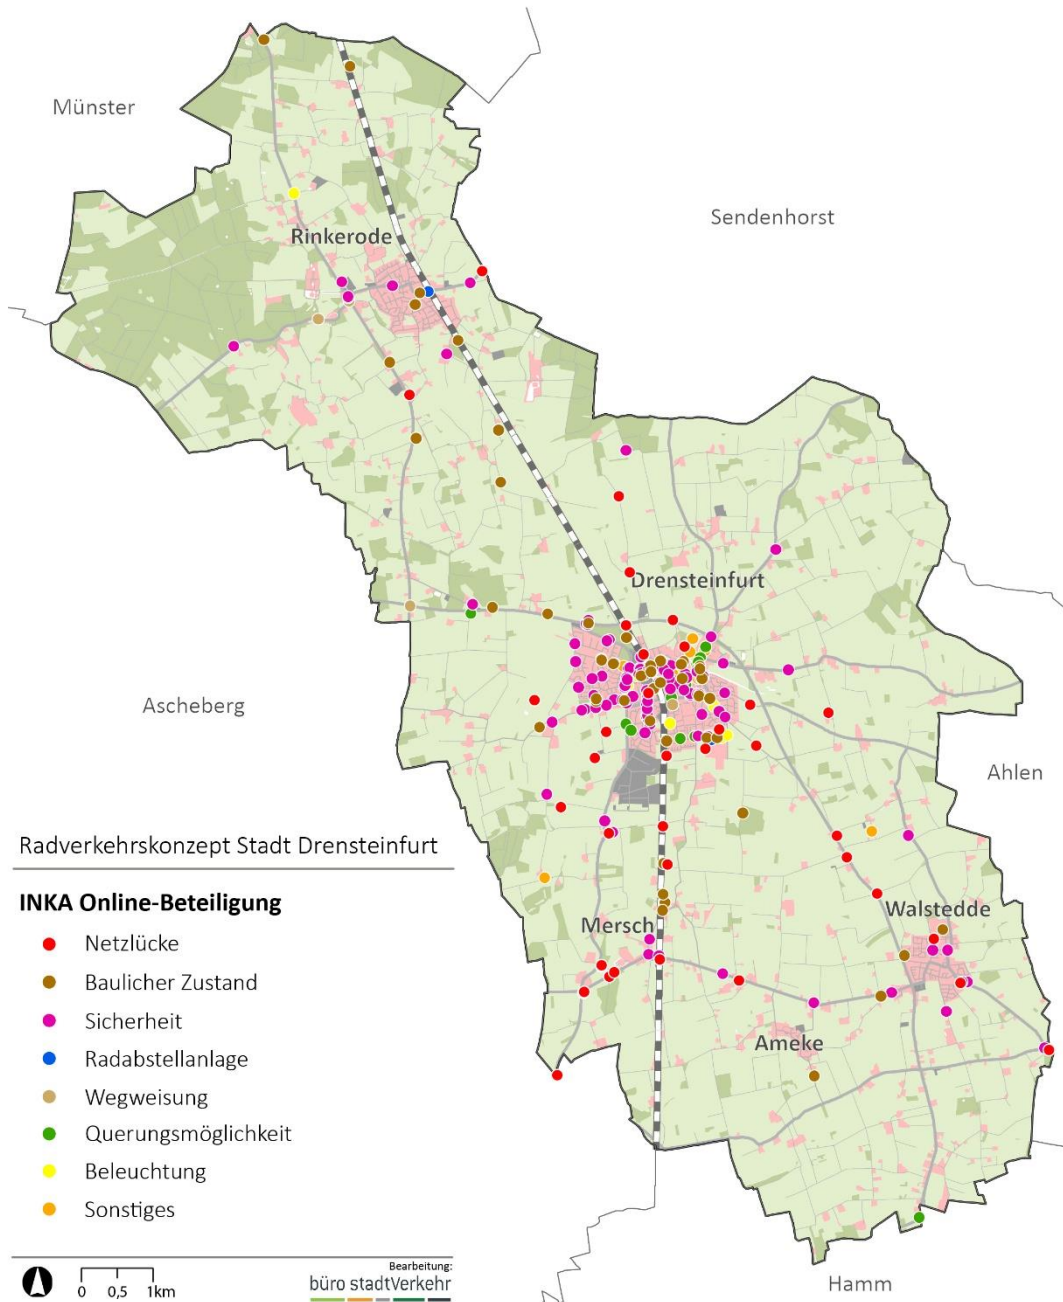 Münster
Sendenhorst
Rinkerode
Drensteinfurt
Ascheberg
Ahlen
Radverkehrskonzept Stadt Drensteinfurt
INKA Online-Beteiligung
Netzlücke
Baulicher Zustand
Sicherheit
Radabstellanlage
Wegweisung
Querungsmöglichkeit
Beleuchtung
Sonstiges
Mersch
Walstedde
Ameke
Hamm
0 0,5 1km
Bearbeitung:
büro stadtVerkehr